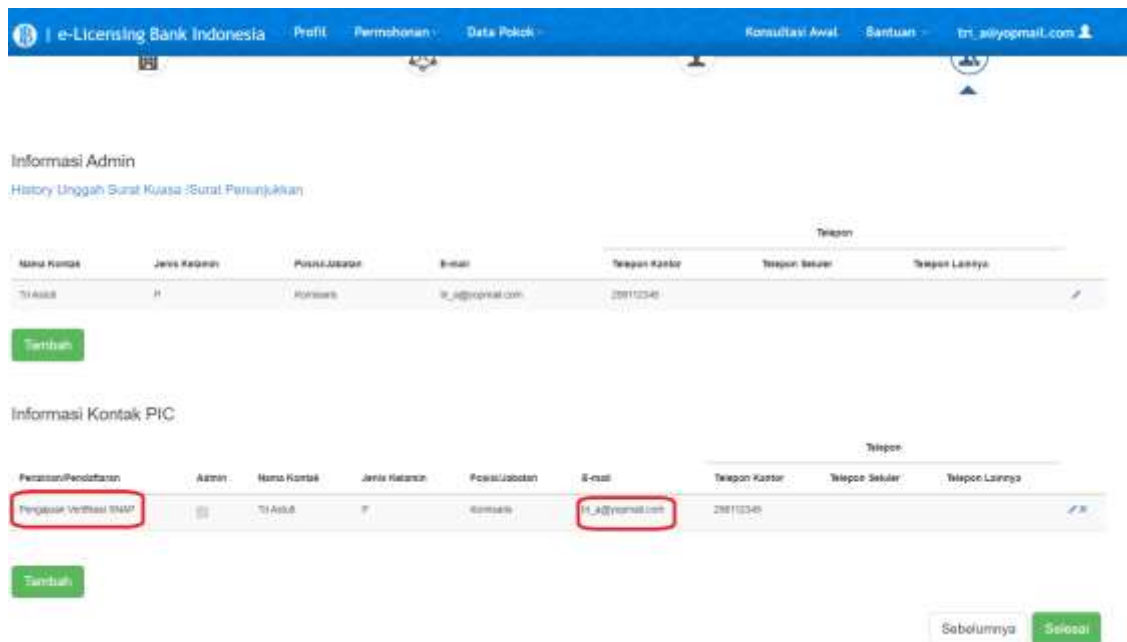 e-Licensing Bank Indonesia Profil Permohonan Data Pokok Konsultasi Awal Bantuan tri_a@yopmail.com
Informasi Admin
History Unggah Surat Kuasa /Surat Penunjukkan
Telepon
Nama Kontak Jenis Kelamin Posisi/Jabatan E-mail Telepon Kantor Telepon Seluler Telepon Lainnya
Tri Astuti P Komisaris tri_a@yopmail.com
Tambah
Informasi Kontak PIC
Telepon
Perizinan/Pendaftaran Admin Nama Kontak Jenis Kelamin Posisi/Jabatan E-mail Telepon Kantor Telepon Seluler Telepon Lainnya
Pengajuan Verifikasi SNAP Tri Astuti P Komisaris tri_a@yopmail.com
Tambah
Sebelumnya Selesai